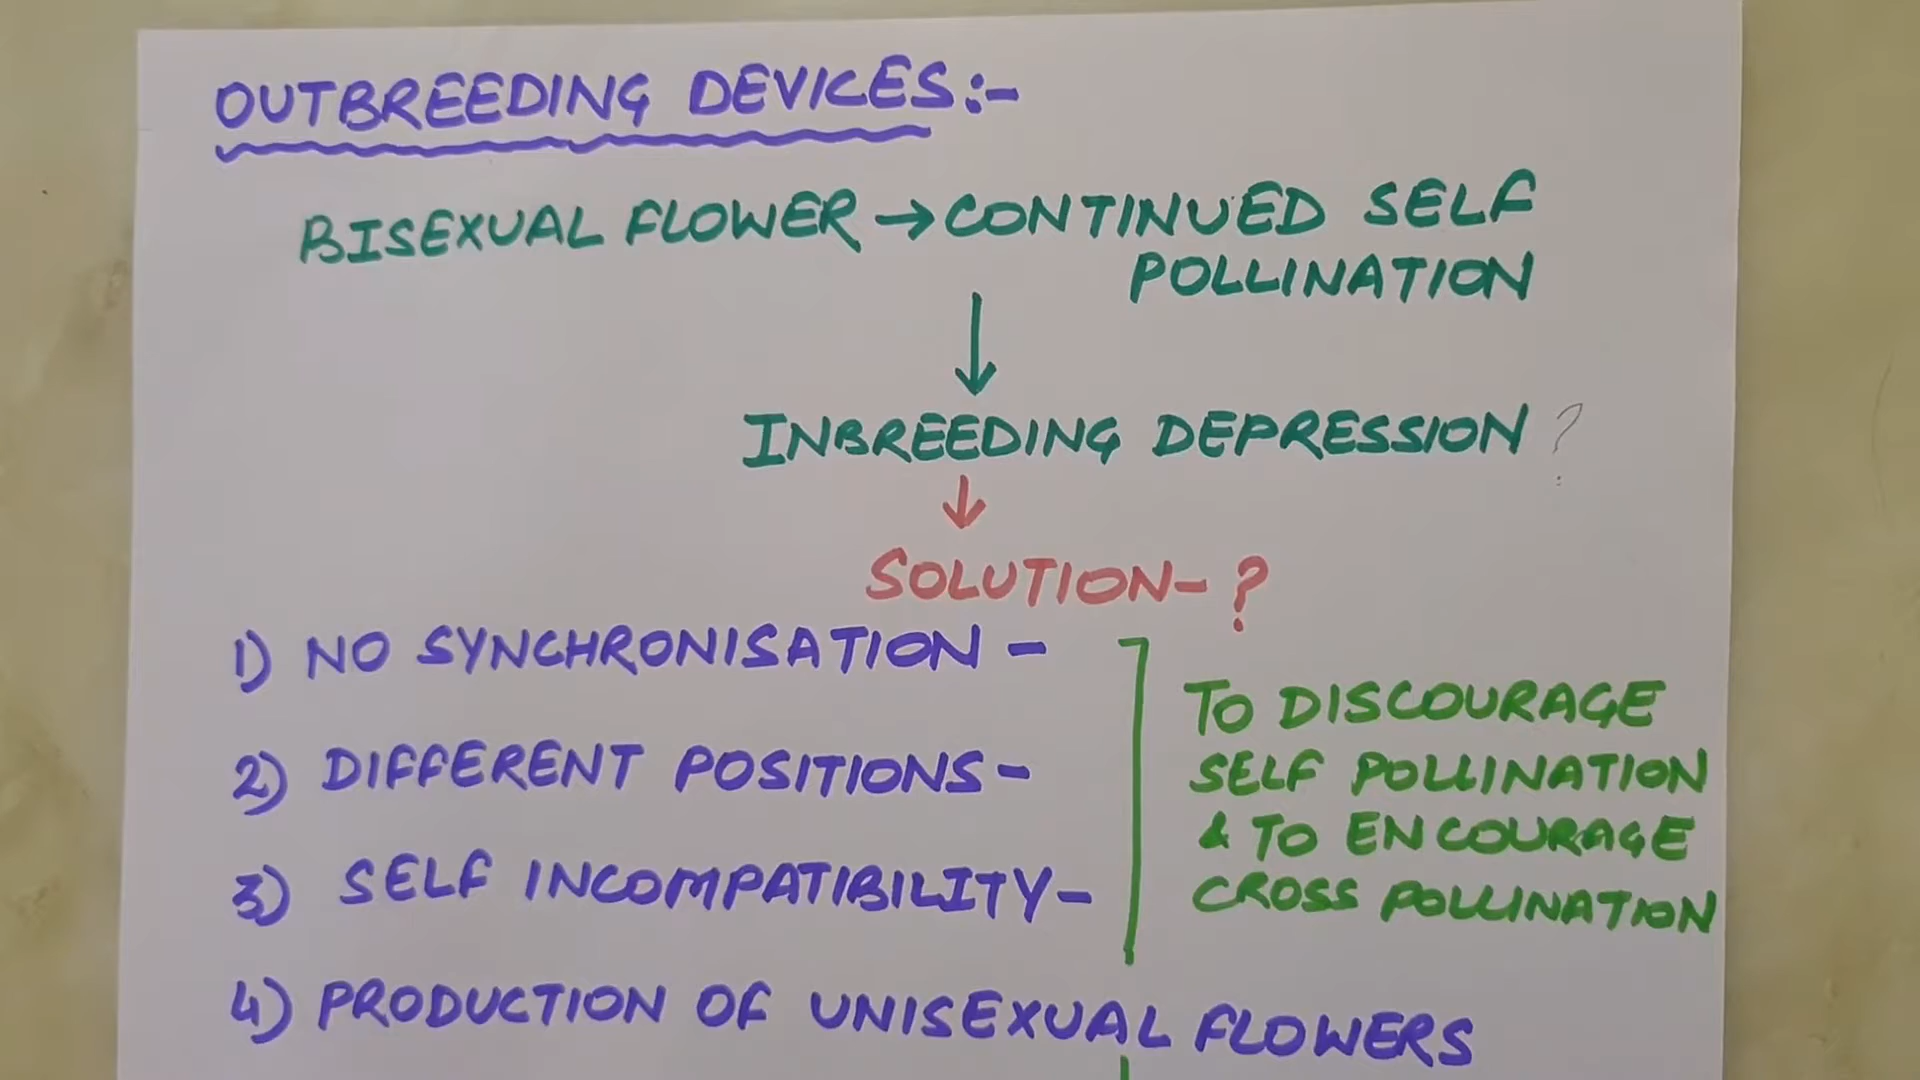 OUTBREEDING DEVICES:-
BISEXUAL FLOWER → CONTINUED SELF
POLLINATION
↓
INBREEDING DEPRESSION ?
↓
SOLUTION- ?
1) NO SYNCHRONISATION -
2) DIFFERENT POSITIONS-
3) SELF INCOMPATIBILITY-
TO DISCOURAGE
SELF POLLINATION
& TO ENCOURAGE
CROSS POLLINATION
4) PRODUCTION OF UNISEXUAL FLOWERS